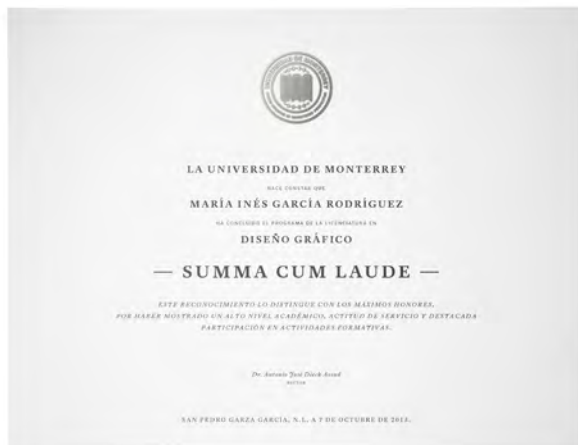 UNIVERSIDAD DE MONTERREY
LA UNIVERSIDAD DE MONTERREY
HACE CONSTAR QUE
MARÍA INÉS GARCÍA RODRÍGUEZ
HA CONCLUIDO EL PROGRAMA DE LA LICENCIATURA EN
DISEÑO GRÁFICO
— SUMMA CUM LAUDE —
ESTE RECONOCIMIENTO LO DISTINGUE CON LOS MÁXIMOS HONORES,
POR HABER MOSTRADO UN ALTO NIVEL ACADÉMICO, ACTITUD DE SERVICIO Y DESTACADA
PARTICIPACIÓN EN ACTIVIDADES FORMATIVAS.
Dr. Antonio José Dieck Assad
RECTOR
SAN PEDRO GARZA GARCÍA, N.L. A 7 DE OCTUBRE DE 2013.